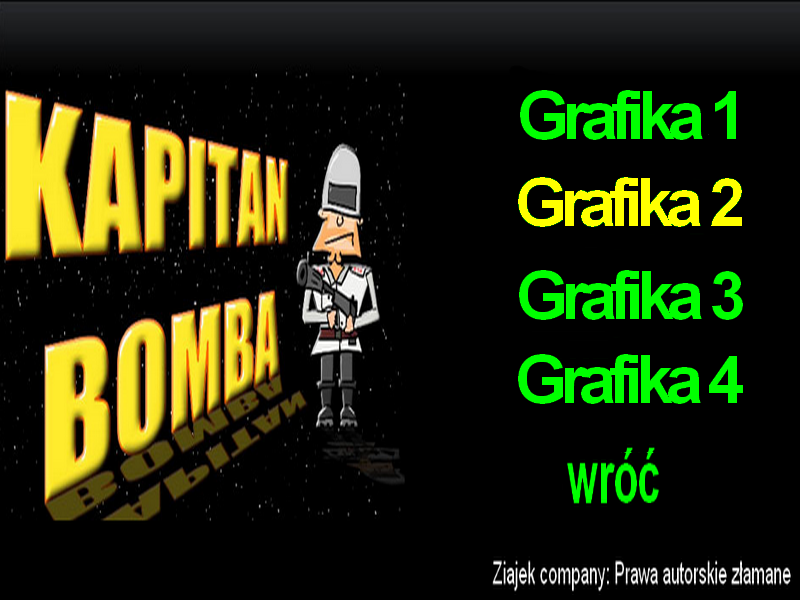 KAPITAN
BOMBA
Grafika 1
Grafika 2
Grafika 3
Grafika 4
wróć
Ziajek company: Prawa autorskie złamane